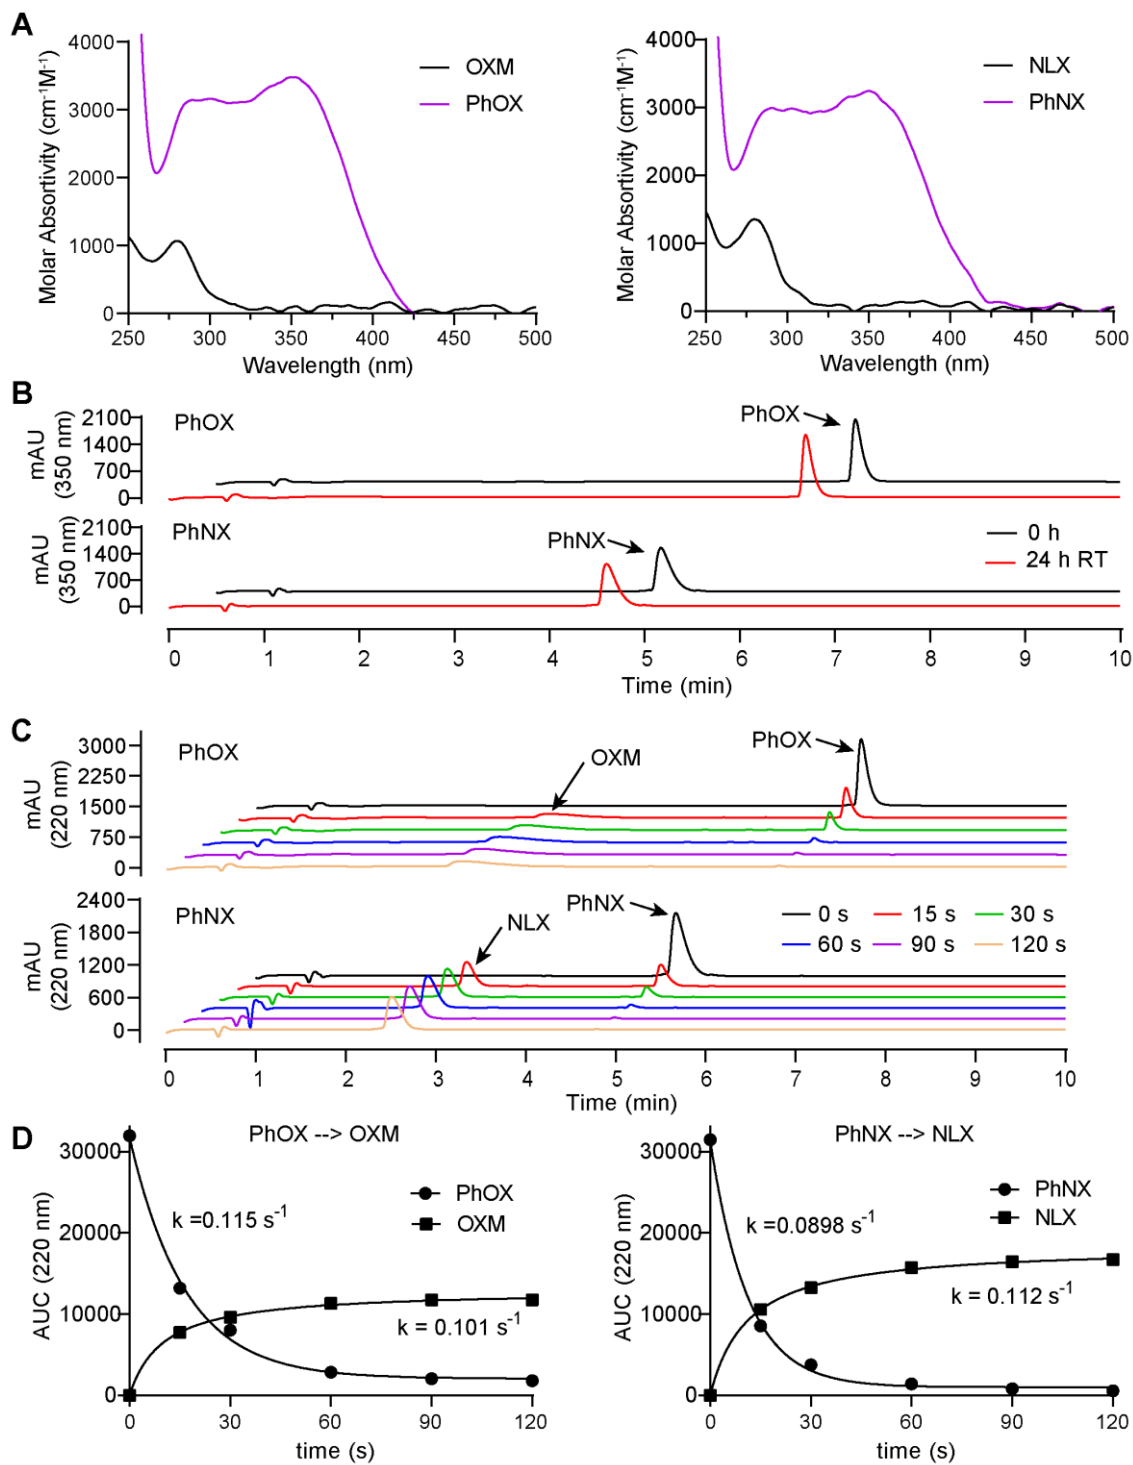 A
Molar Absortivity (cm⁻¹M⁻¹)
4000
3000
2000
1000
0
250 300 350 400 450 500
Wavelength (nm)
OXM
PhOX
Molar Absortivity (cm⁻¹M⁻¹)
4000
3000
2000
1000
0
250 300 350 400 450 500
Wavelength (nm)
NLX
PhNX
B
mAU
(350 nm)
2100
1400
700
0
PhOX
PhOX
mAU
(350 nm)
2100
1400
700
0
PhNX
PhNX
0 h
24 h RT
0 1 2 3 4 5 6 7 8 9 10
Time (min)
C
mAU
(220 nm)
3000
2250
1500
750
0
PhOX
OXM
PhOX
mAU
(220 nm)
2400
1800
1200
600
0
PhNX
NLX
PhNX
0 s 15 s 30 s
60 s 90 s 120 s
0 1 2 3 4 5 6 7 8 9 10
Time (min)
D
PhOX --> OXM
AUC (220 nm)
30000
20000
10000
0
k =0.115 s⁻¹
PhOX
OXM
k = 0.101 s⁻¹
0 30 60 90 120
time (s)
PhNX --> NLX
AUC (220 nm)
30000
20000
10000
0
k =0.0898 s⁻¹
PhNX
NLX
k = 0.112 s⁻¹
0 30 60 90 120
time (s)